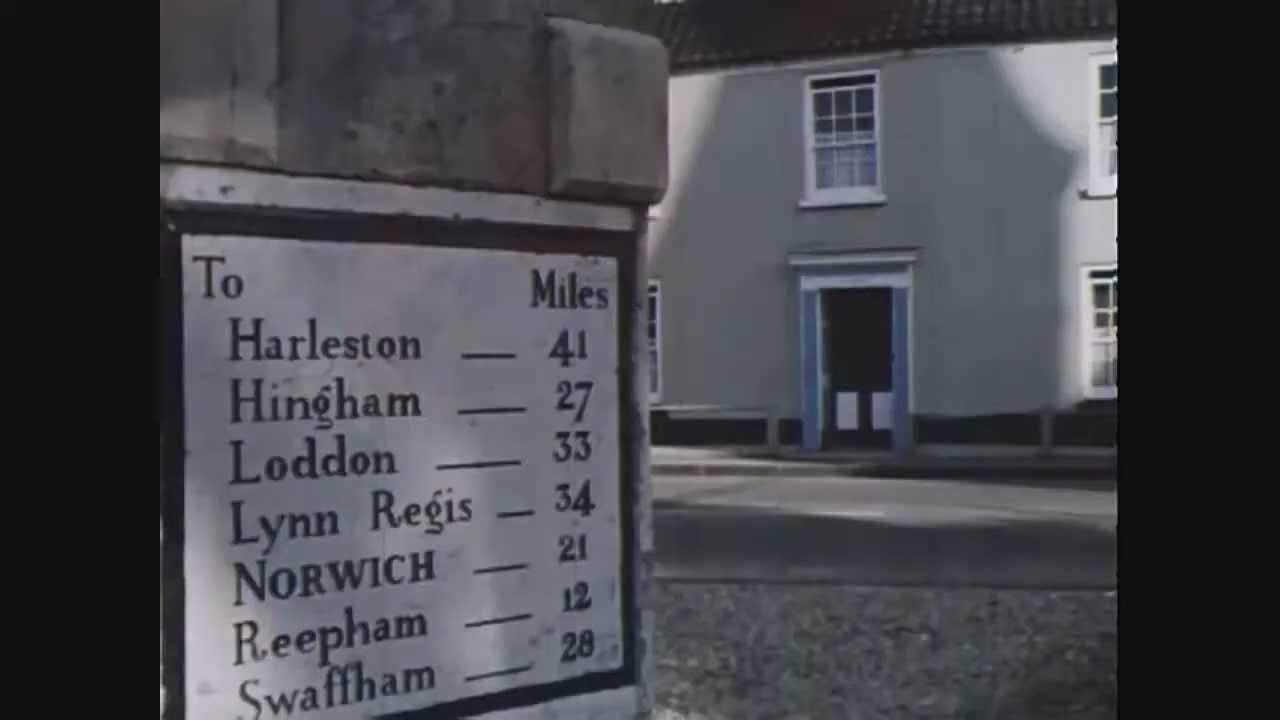 To Miles
Harleston — 41
Hingham — 27
Loddon — 33
Lynn Regis — 34
NORWICH — 21
Reepham — 12
Swaffham — 28